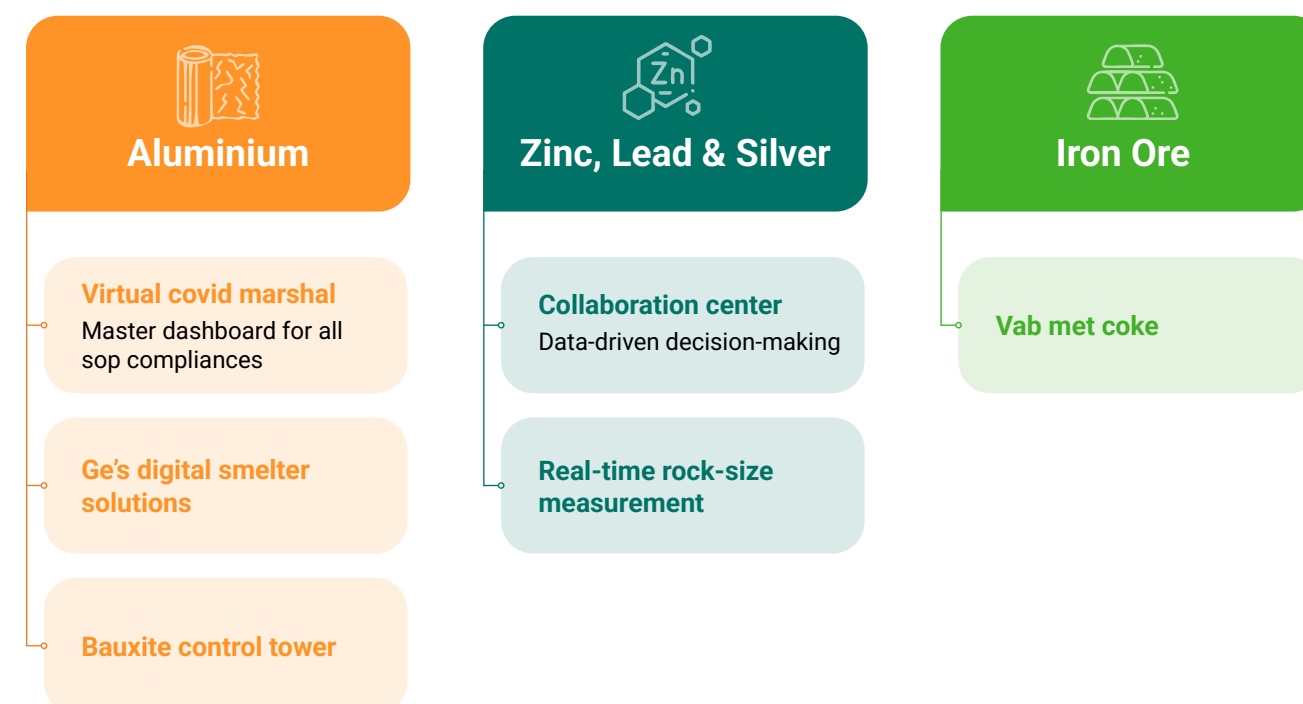 Zn
Aluminium
Virtual covid marshal
Master dashboard for all
sop compliances
Ge’s digital smelter
solutions
Bauxite control tower
Zinc, Lead & Silver
Collaboration center
Data-driven decision-making
Real-time rock-size
measurement
Iron Ore
Vab met coke